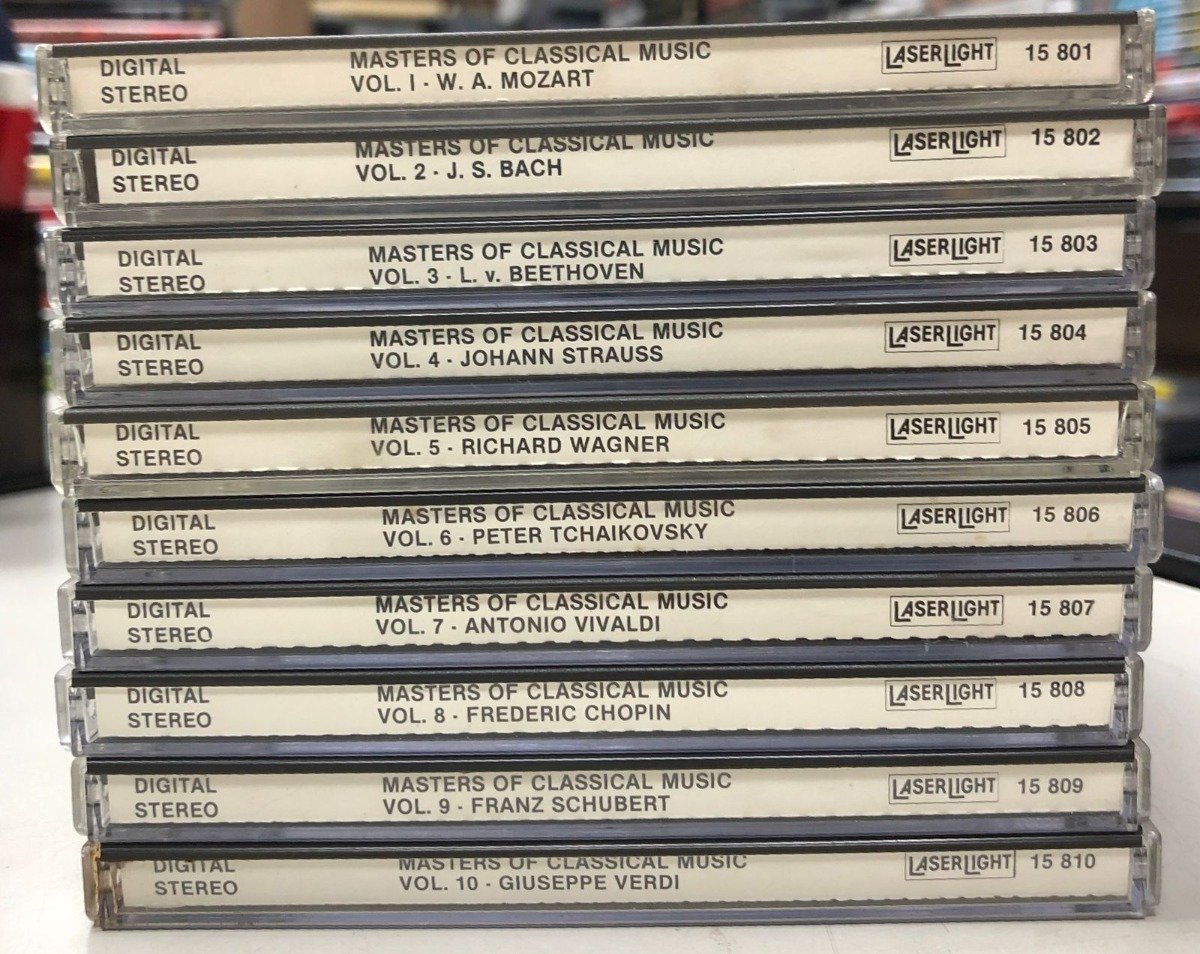 DIGITAL STEREO
MASTERS OF CLASSICAL MUSIC
VOL. I - W. A. MOZART
LASERLIGHT 15 801
DIGITAL STEREO
MASTERS OF CLASSICAL MUSIC
VOL. 2 - J. S. BACH
LASERLIGHT 15 802
DIGITAL STEREO
MASTERS OF CLASSICAL MUSIC
VOL. 3 - L. v. BEETHOVEN
LASERLIGHT 15 803
DIGITAL STEREO
MASTERS OF CLASSICAL MUSIC
VOL. 4 - JOHANN STRAUSS
LASERLIGHT 15 804
DIGITAL STEREO
MASTERS OF CLASSICAL MUSIC
VOL. 5 - RICHARD WAGNER
LASERLIGHT 15 805
DIGITAL STEREO
MASTERS OF CLASSICAL MUSIC
VOL. 6 - PETER TCHAIKOVSKY
LASERLIGHT 15 806
DIGITAL STEREO
MASTERS OF CLASSICAL MUSIC
VOL. 7 - ANTONIO VIVALDI
LASERLIGHT 15 807
DIGITAL STEREO
MASTERS OF CLASSICAL MUSIC
VOL. 8 - FREDERIC CHOPIN
LASERLIGHT 15 808
DIGITAL STEREO
MASTERS OF CLASSICAL MUSIC
VOL. 9 - FRANZ SCHUBERT
LASERLIGHT 15 809
DIGITAL STEREO
MASTERS OF CLASSICAL MUSIC
VOL. 10 - GIUSEPPE VERDI
LASERLIGHT 15 810